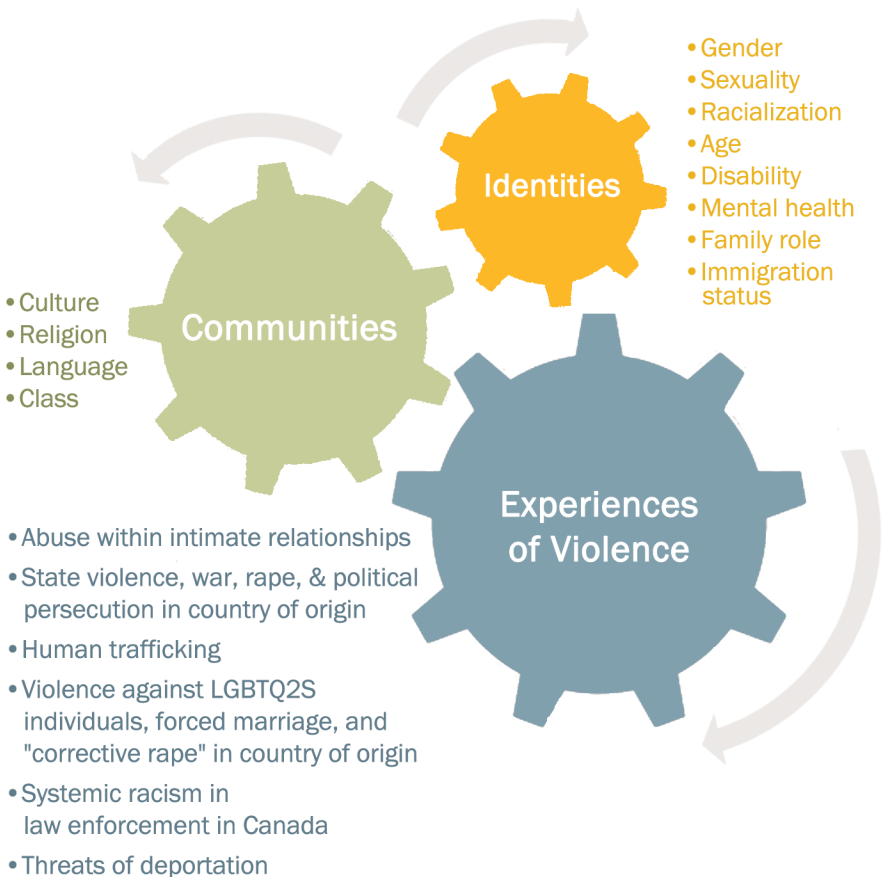 Identities
• Gender
• Sexuality
• Racialization
• Age
• Disability
• Mental health
• Family role
• Immigration
status
Communities
• Culture
• Religion
• Language
• Class
Experiences
of Violence
• Abuse within intimate relationships
• State violence, war, rape, & political
persecution in country of origin
• Human trafficking
• Violence against LGBTQ2S
individuals, forced marriage, and
"corrective rape" in country of origin
• Systemic racism in
law enforcement in Canada
• Threats of deportation